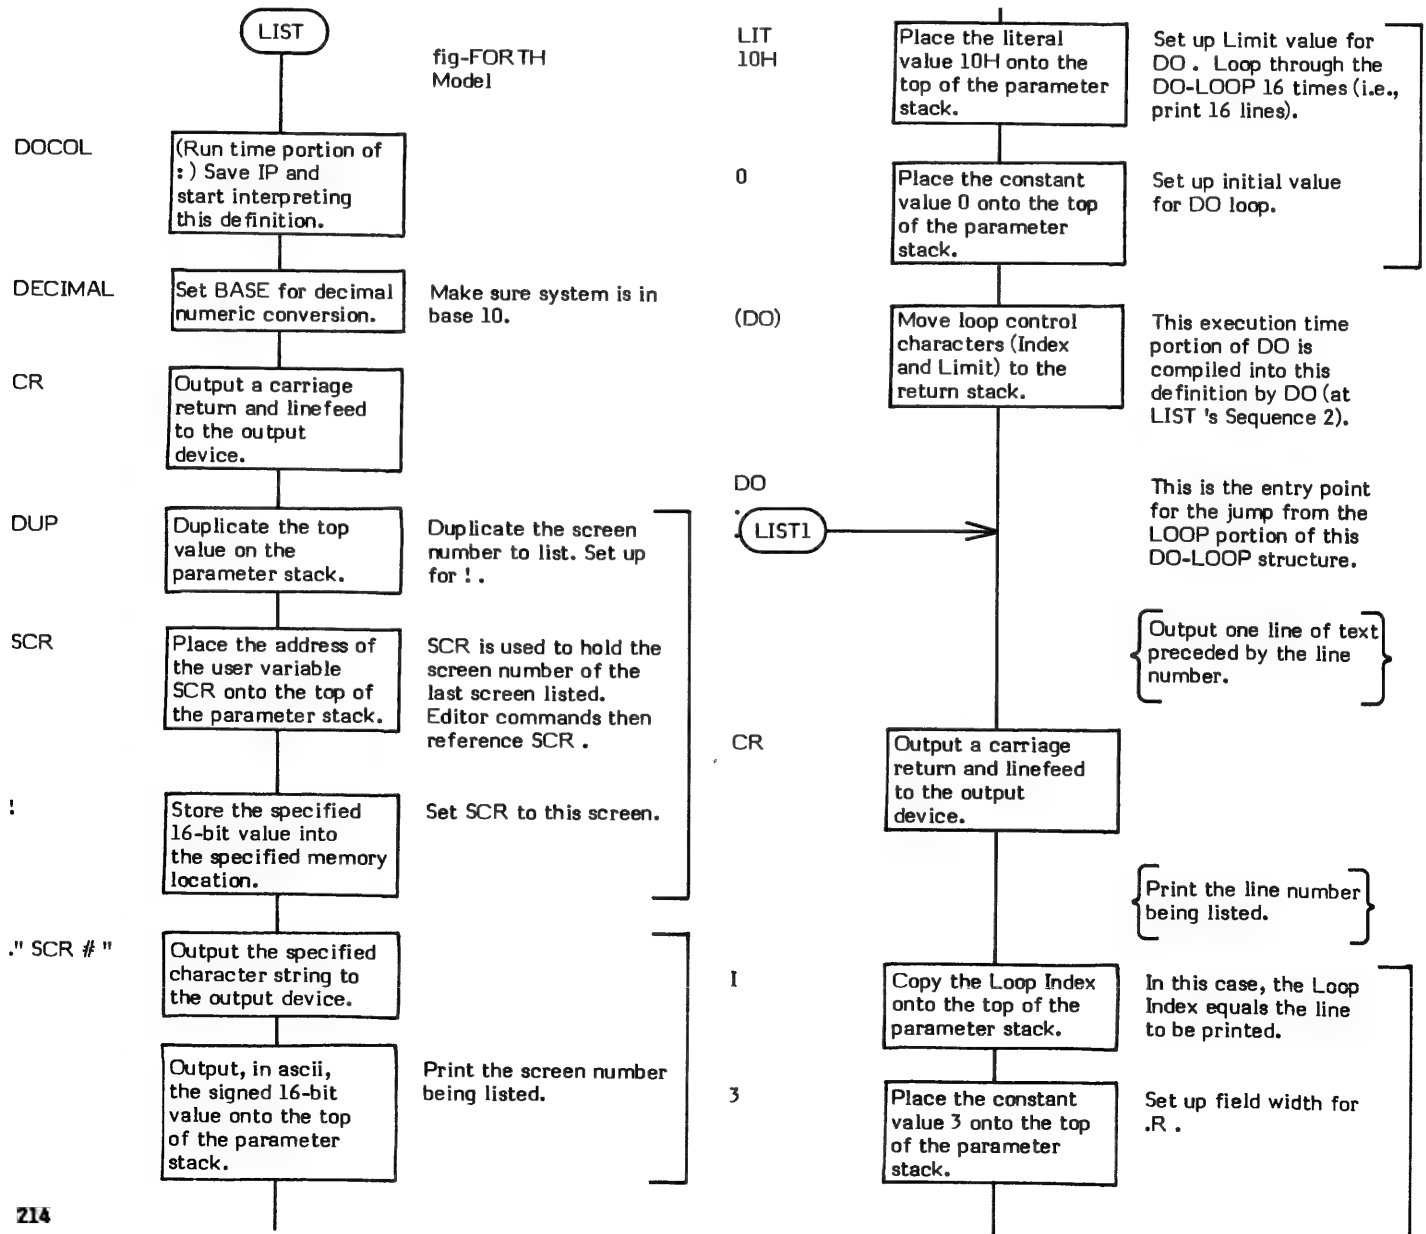 LIST
fig-FORTH
Model
DOCOL
(Run time portion of
: ) Save IP and
start interpreting
this definition.
DECIMAL
Set BASE for decimal
numeric conversion.
Make sure system is in
base 10.
CR
Output a carriage
return and linefeed
to the output
device.
DUP
Duplicate the top
value on the
parameter stack.
Duplicate the screen
number to list. Set up
for ! .
SCR
Place the address of
the user variable
SCR onto the top of
the parameter stack.
SCR is used to hold the
screen number of the
last screen listed.
Editor commands then
reference SCR .
!
Store the specified
16-bit value into
the specified memory
location.
Set SCR to this screen.
." SCR # "
Output the specified
character string to
the output device.
Output, in ascii,
the signed 16-bit
value onto the top
of the parameter
stack.
Print the screen number
being listed.
214
LIT
10H
Place the literal
value 10H onto the
top of the parameter
stack.
Set up Limit value for
DO . Loop through the
DO-LOOP 16 times (i.e.,
print 16 lines).
0
Place the constant
value 0 onto the top
of the parameter
stack.
Set up initial value
for DO loop.
(DO)
Move loop control
characters (Index
and Limit) to the
return stack.
This execution time
portion of DO is
compiled into this
definition by DO (at
LIST 's Sequence 2).
DO
LIST1
This is the entry point
for the jump from the
LOOP portion of this
DO-LOOP structure.
Output one line of text
preceded by the line
number.
CR
Output a carriage
return and linefeed
to the output
device.
Print the line number
being listed.
I
Copy the Loop Index
onto the top of the
parameter stack.
In this case, the Loop
Index equals the line
to be printed.
3
Place the constant
value 3 onto the top
of the parameter
stack.
Set up field width for
.R .